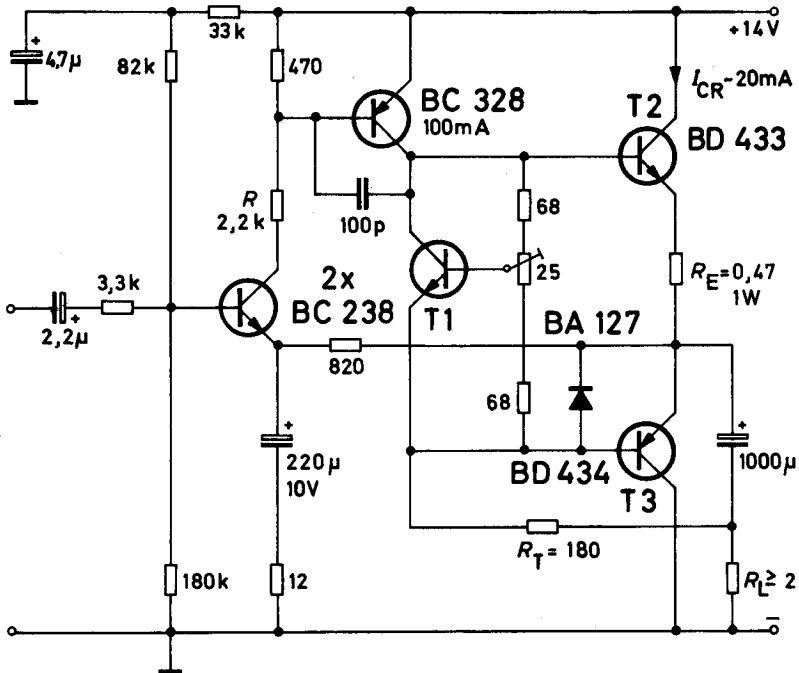 33k
+14V
+
4,7µ
82k
470
BC 328
100mA
I_CR~20mA
T2
BD 433
R
2,2k
100p
68
3,3k
2x
BC 238
25
R_E=0,47
1W
+
2,2µ
T1
BA 127
820
68
+
220µ
10V
BD 434
T3
+
1000µ
R_T=180
180k
12
R_L≥2
–